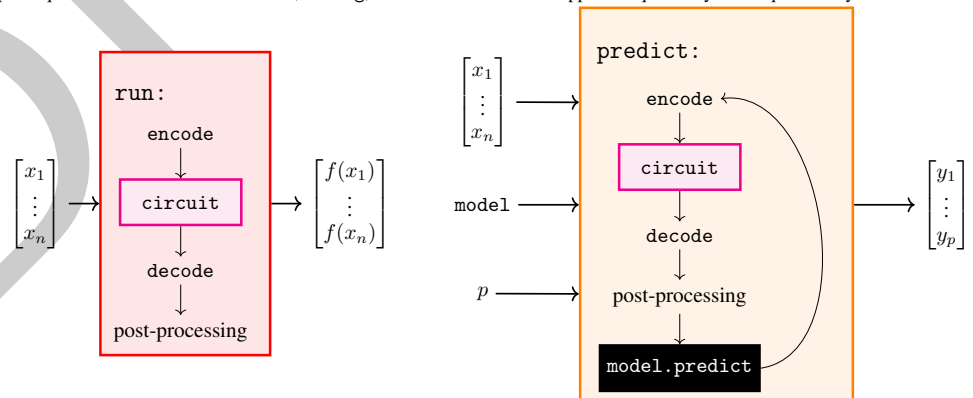 run:
encode
circuit
decode
post-processing
x₁
⋮
xₙ
f(x₁)
⋮
f(xₙ)
predict:
x₁
⋮
xₙ
model
p
encode
circuit
decode
post-processing
model.predict
y₁
⋮
yₚ